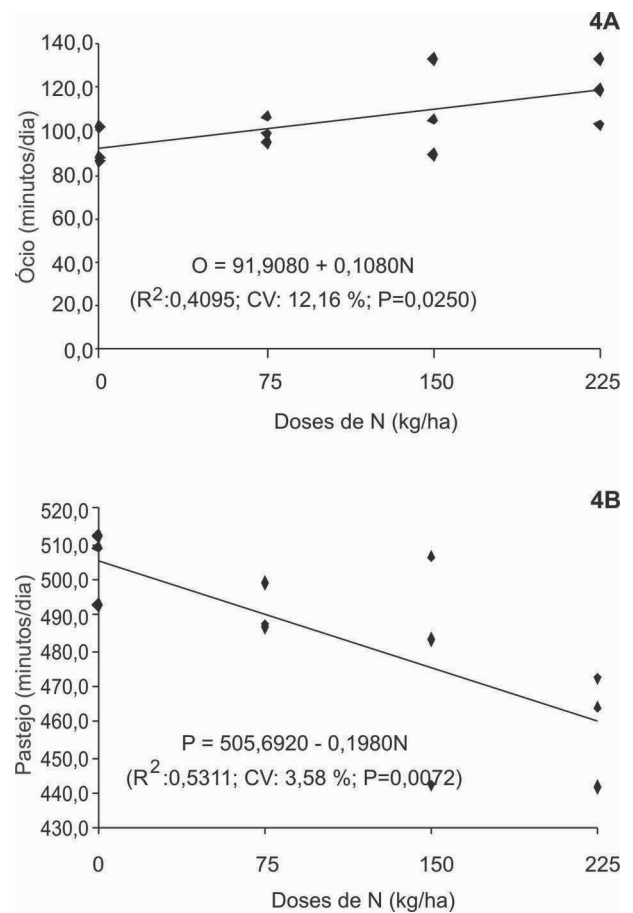 4A
140,0
120,0
100,0
80,0
60,0
40,0
20,0
0,0
Ócio (minutos/dia)
O = 91,9080 + 0,1080N
(R2:0,4095; CV: 12,16 %; P=0,0250)
0 75 150 225
Doses de N (kg/ha)
4B
520,0
510,0
500,0
490,0
480,0
470,0
460,0
450,0
440,0
430,0
Pastejo (minutos/dia)
P = 505,6920 - 0,1980N
(R2:0,5311; CV: 3,58 %; P=0,0072)
0 75 150 225
Doses de N (kg/ha)